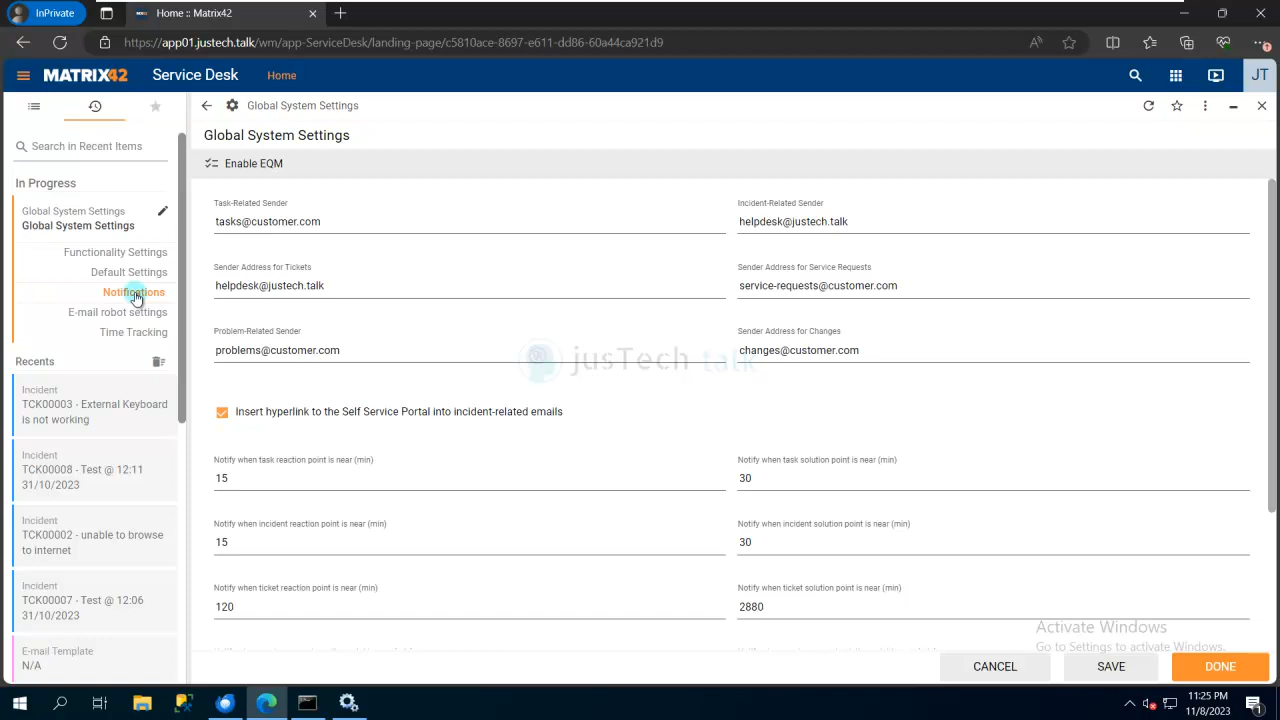 InPrivate
Home :: Matrix42
https://app01.justech.talk/wm/app-ServiceDesk/landing-page/c5810ace-8697-e611-dd86-60a44ca921d9
MATRIX42
Service Desk
Home
JT
Global System Settings
Search in Recent Items
Global System Settings
Enable EQM
In Progress
Global System Settings
Global System Settings
Functionality Settings
Default Settings
Notifications
E-mail robot settings
Time Tracking
Recents
Incident
TCK00003 - External Keyboard
is not working
Incident
TCK00008 - Test @ 12:11
31/10/2023
Incident
TCK00002 - unable to browse
to internet
Incident
TCK00007 - Test @ 12:06
31/10/2023
E-mail Template
N/A
Task-Related Sender
tasks@customer.com
Incident-Related Sender
helpdesk@justech.talk
Sender Address for Tickets
helpdesk@justech.talk
Sender Address for Service Requests
service-requests@customer.com
Problem-Related Sender
problems@customer.com
Sender Address for Changes
changes@customer.com
jusTech talk
Insert hyperlink to the Self Service Portal into incident-related emails
Notify when task reaction point is near (min)
15
Notify when task solution point is near (min)
30
Notify when incident reaction point is near (min)
15
Notify when incident solution point is near (min)
30
Notify when ticket reaction point is near (min)
120
Notify when ticket solution point is near (min)
2880
Activate Windows
Go to Settings to activate Windows.
CANCEL
SAVE
DONE
11:25 PM
11/8/2023
1